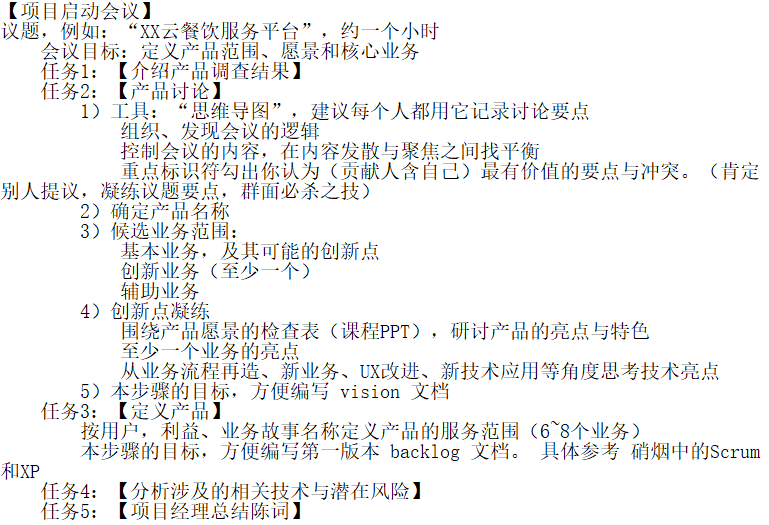 【项目启动会议】
议题，例如：“XX云餐饮服务平台”，约一个小时
会议目标：定义产品范围、愿景和核心业务
任务1：【介绍产品调查结果】
任务2：【产品讨论】
1）工具：“思维导图”，建议每个人都用它记录讨论要点
组织、发现会议的逻辑
控制会议的内容，在内容发散与聚焦之间找平衡
重点标识符勾出你认为（贡献人含自己）最有价值的要点与冲突。（肯定
别人提议，凝练议题要点，群面必杀之技）
2）确定产品名称
3）候选业务范围：
基本业务，及其可能的创新点
创新业务（至少一个）
辅助业务
4）创新点凝练
围绕产品愿景的检查表（课程PPT），研讨产品的亮点与特色
至少一个业务的亮点
从业务流程再造、新业务、UX改进、新技术应用等角度思考技术亮点
5）本步骤的目标，方便编写 vision 文档
任务3：【定义产品】
按用户，利益、业务故事名称定义产品的服务范围（6~8个业务）
本步骤的目标，方便编写第一版本 backlog 文档。 具体参考 硝烟中的Scrum
和XP
任务4：【分析涉及的相关技术与潜在风险】
任务5：【项目经理总结陈词】